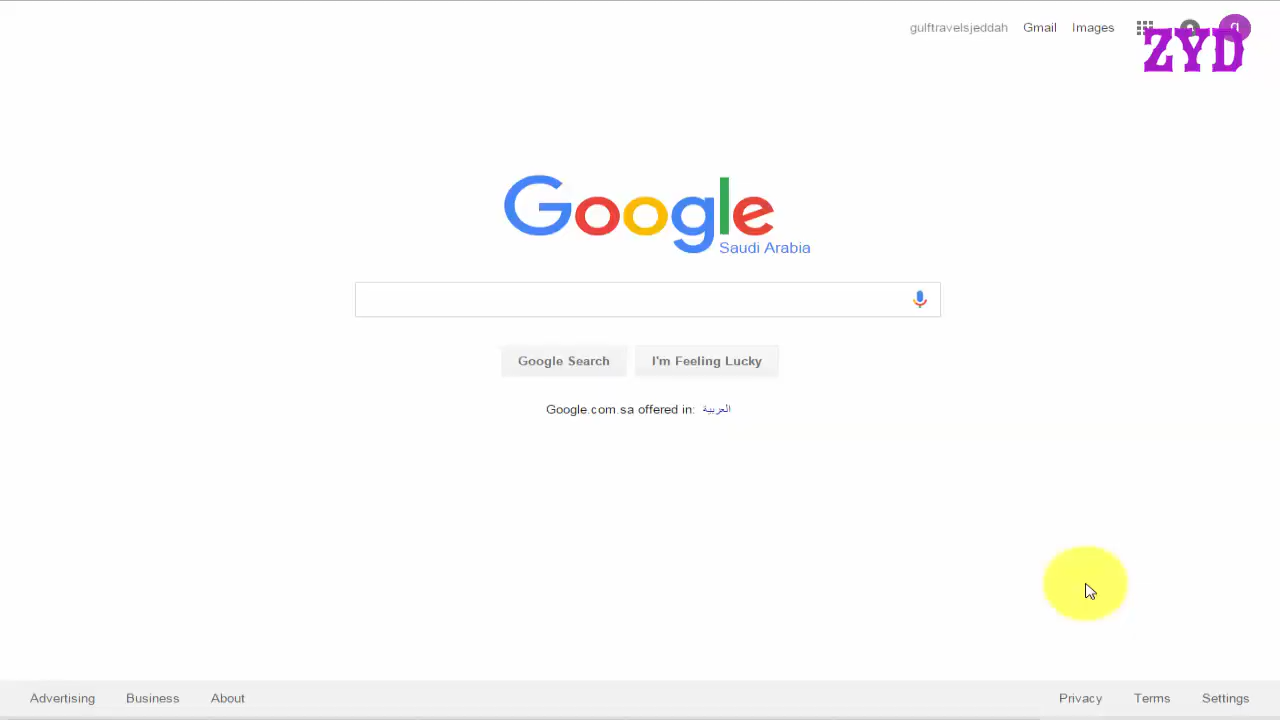 gulftravelsjeddah Gmail Images
ZYD
Google
Saudi Arabia
Google Search I'm Feeling Lucky
Google.com.sa offered in: العربية
Advertising Business About Privacy Terms Settings